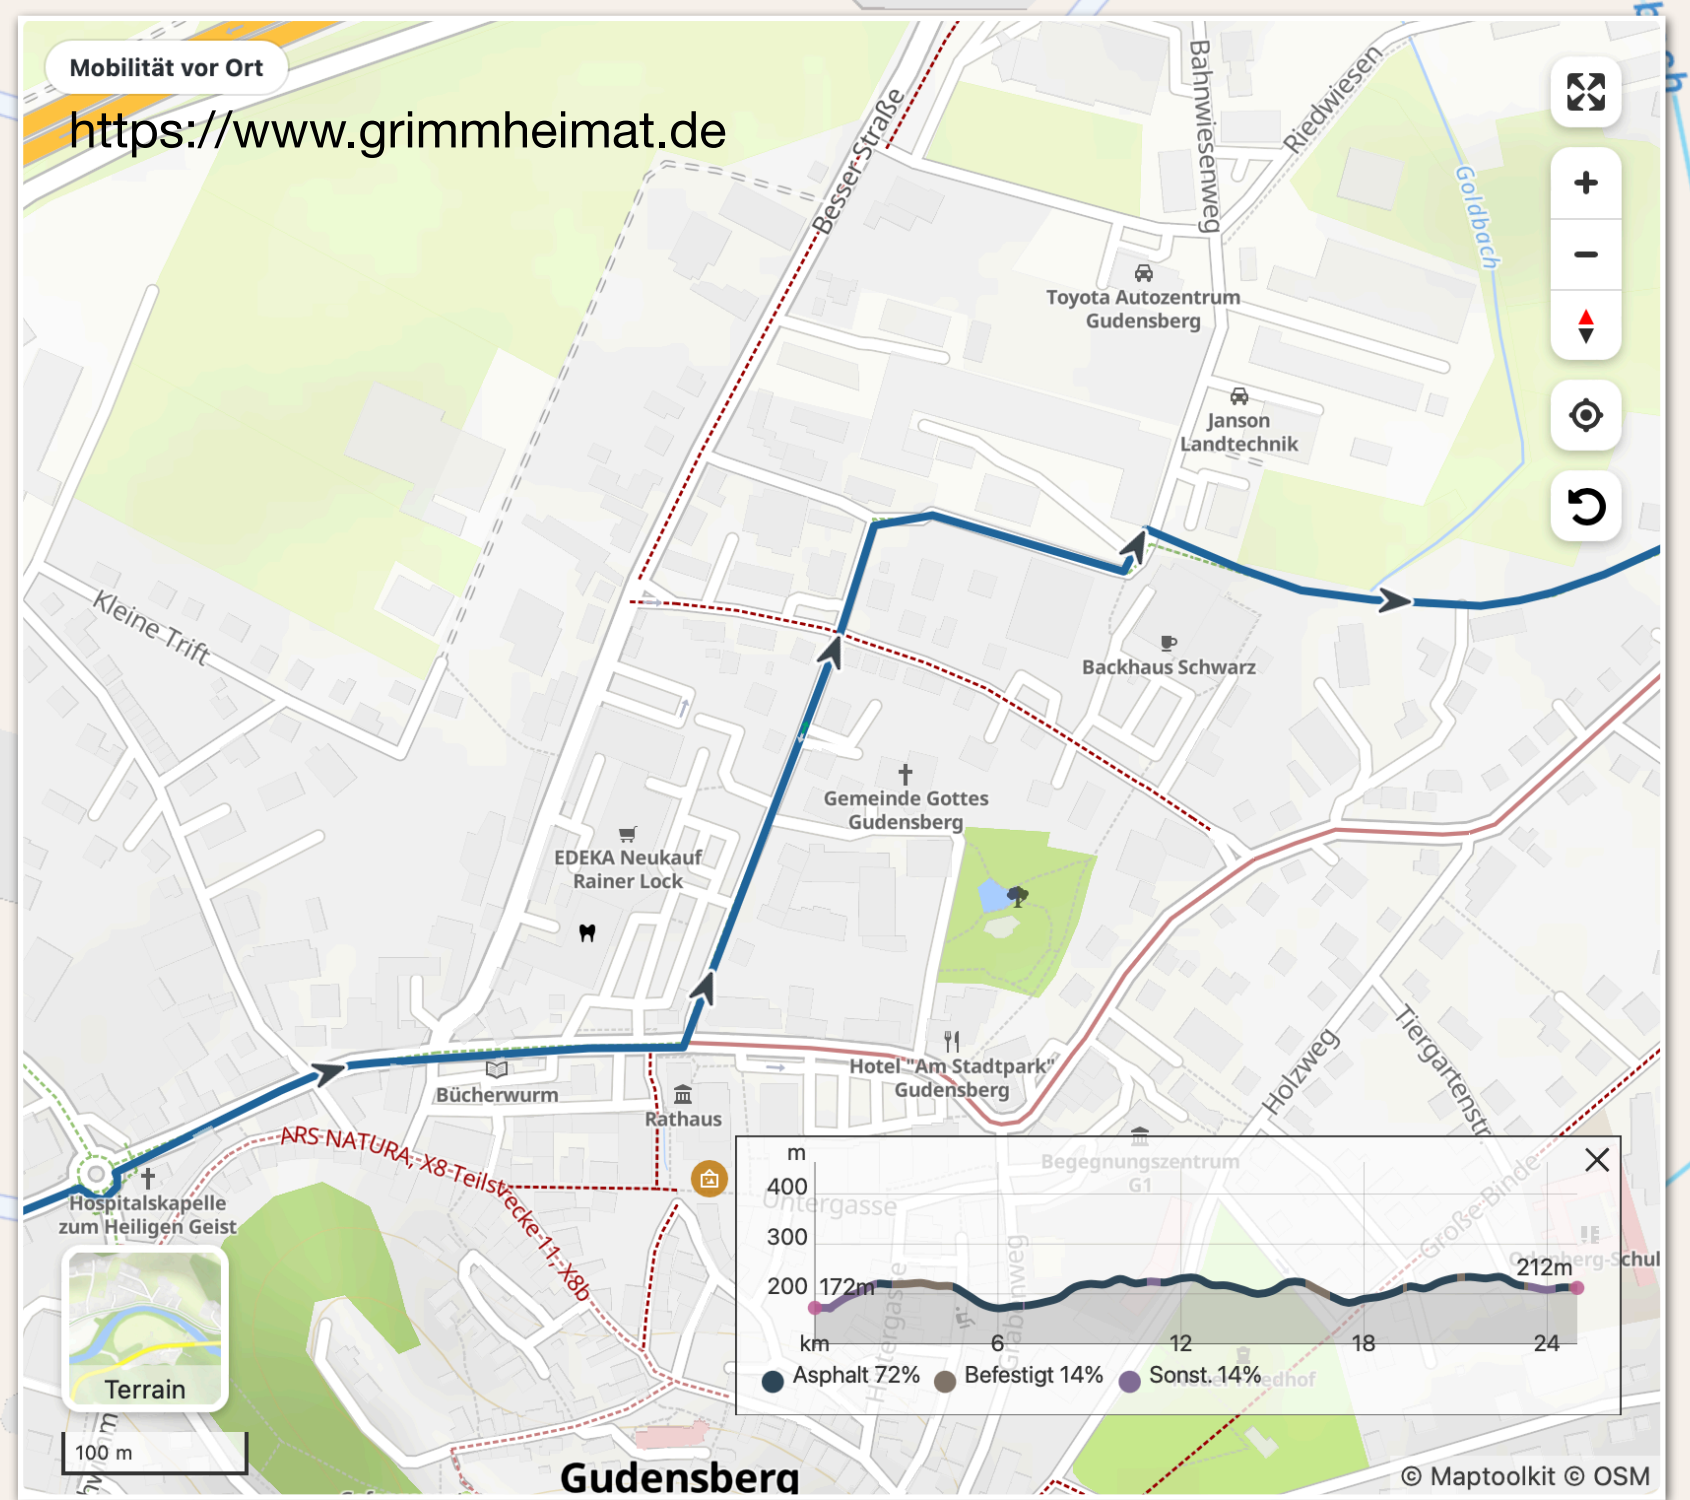 Mobilität vor Ort
https://www.grimmheimat.de
Besser Straße
Bahnwiesenweg
Riedwiesen
Goldbach
Toyota Autozentrum
Gudensberg
Janson
Landtechnik
Kleine Trift
Backhaus Schwarz
Gemeinde Gottes
Gudensberg
EDEKA Neukauf
Rainer Lock
Hotel "Am Stadtpark"
Gudensberg
Bücherwurm
Rathaus
Holzweg
Tiergartenstr
ARS NATURA, X8 Teilstrecke 11, X8b
Hospitalskapelle
zum Heiligen Geist
Begegnungszentrum
G1
Untergasse
Große Binde
Odenberg-Schul
Grabenweg
m
400
300
200
172m
212m
km
6
12
18
24
Asphalt 72%
Befestigt 14%
Sonst. 14%
Terrain
100 m
Gudensberg
© Maptoolkit © OSM